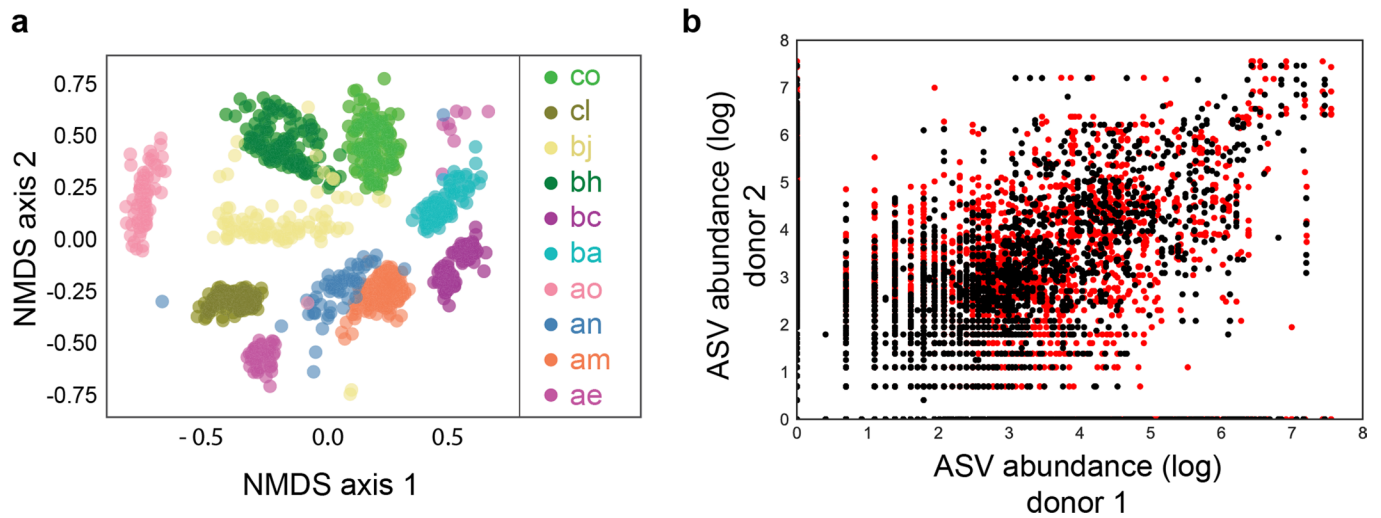 a
0.75
0.50
0.25
0.00
-0.25
-0.50
-0.75
NMDS axis 2
- 0.5
0.0
0.5
NMDS axis 1
co
cl
bj
bh
bc
ba
ao
an
am
ae
b
8
7
6
5
4
3
2
1
0
ASV abundance (log)
donor 2
0
1
2
3
4
5
6
7
8
ASV abundance (log)
donor 1